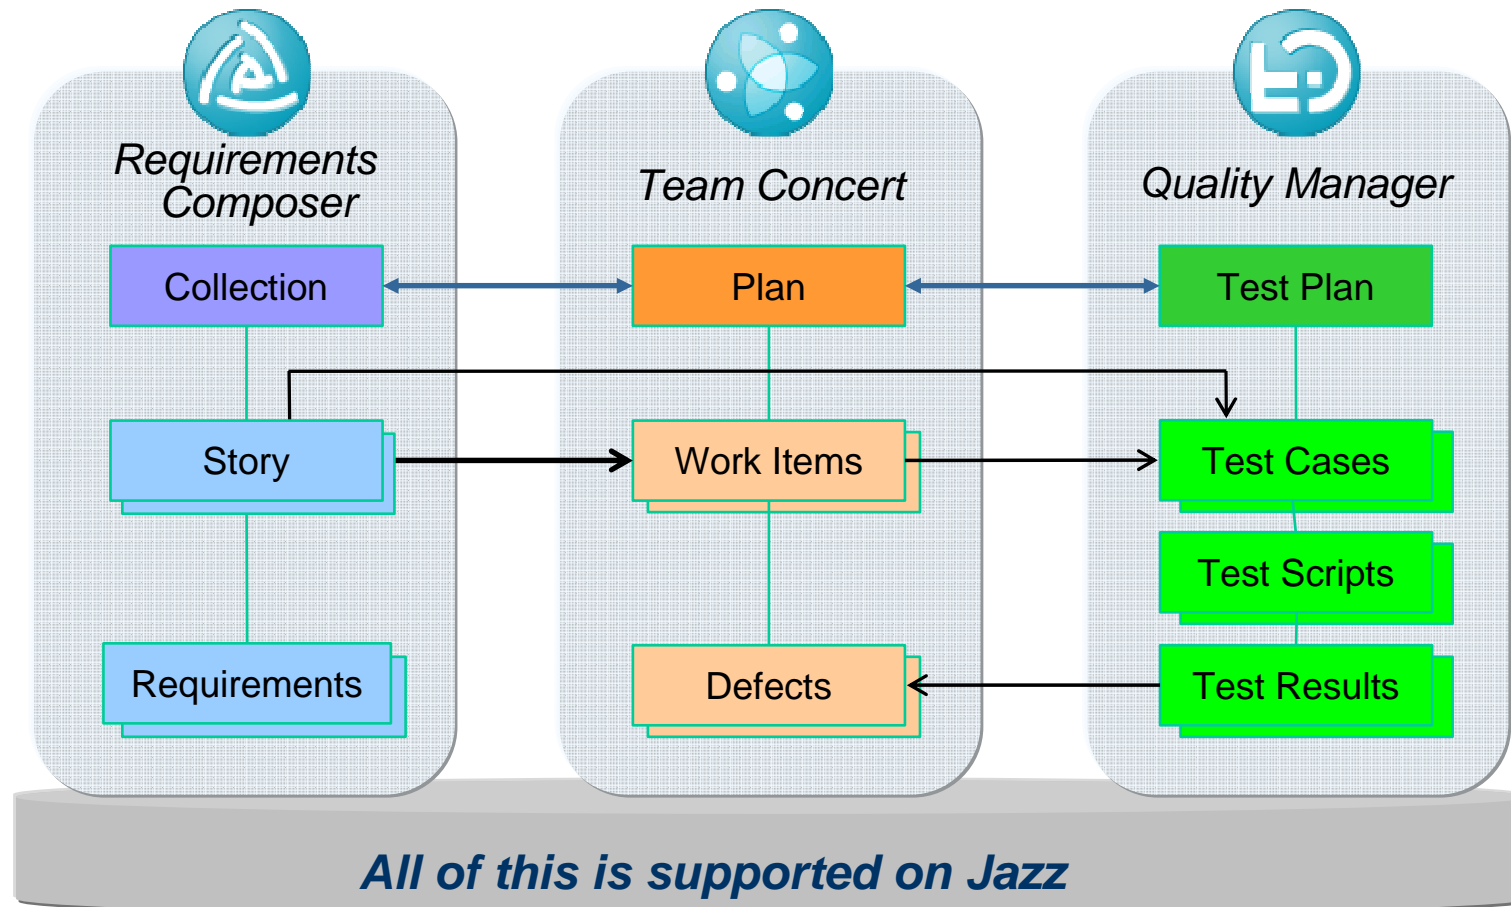 Requirements
Composer
Team Concert
Quality Manager
Collection
Plan
Test Plan
Story
Work Items
Test Cases
Test Scripts
Requirements
Defects
Test Results
All of this is supported on Jazz